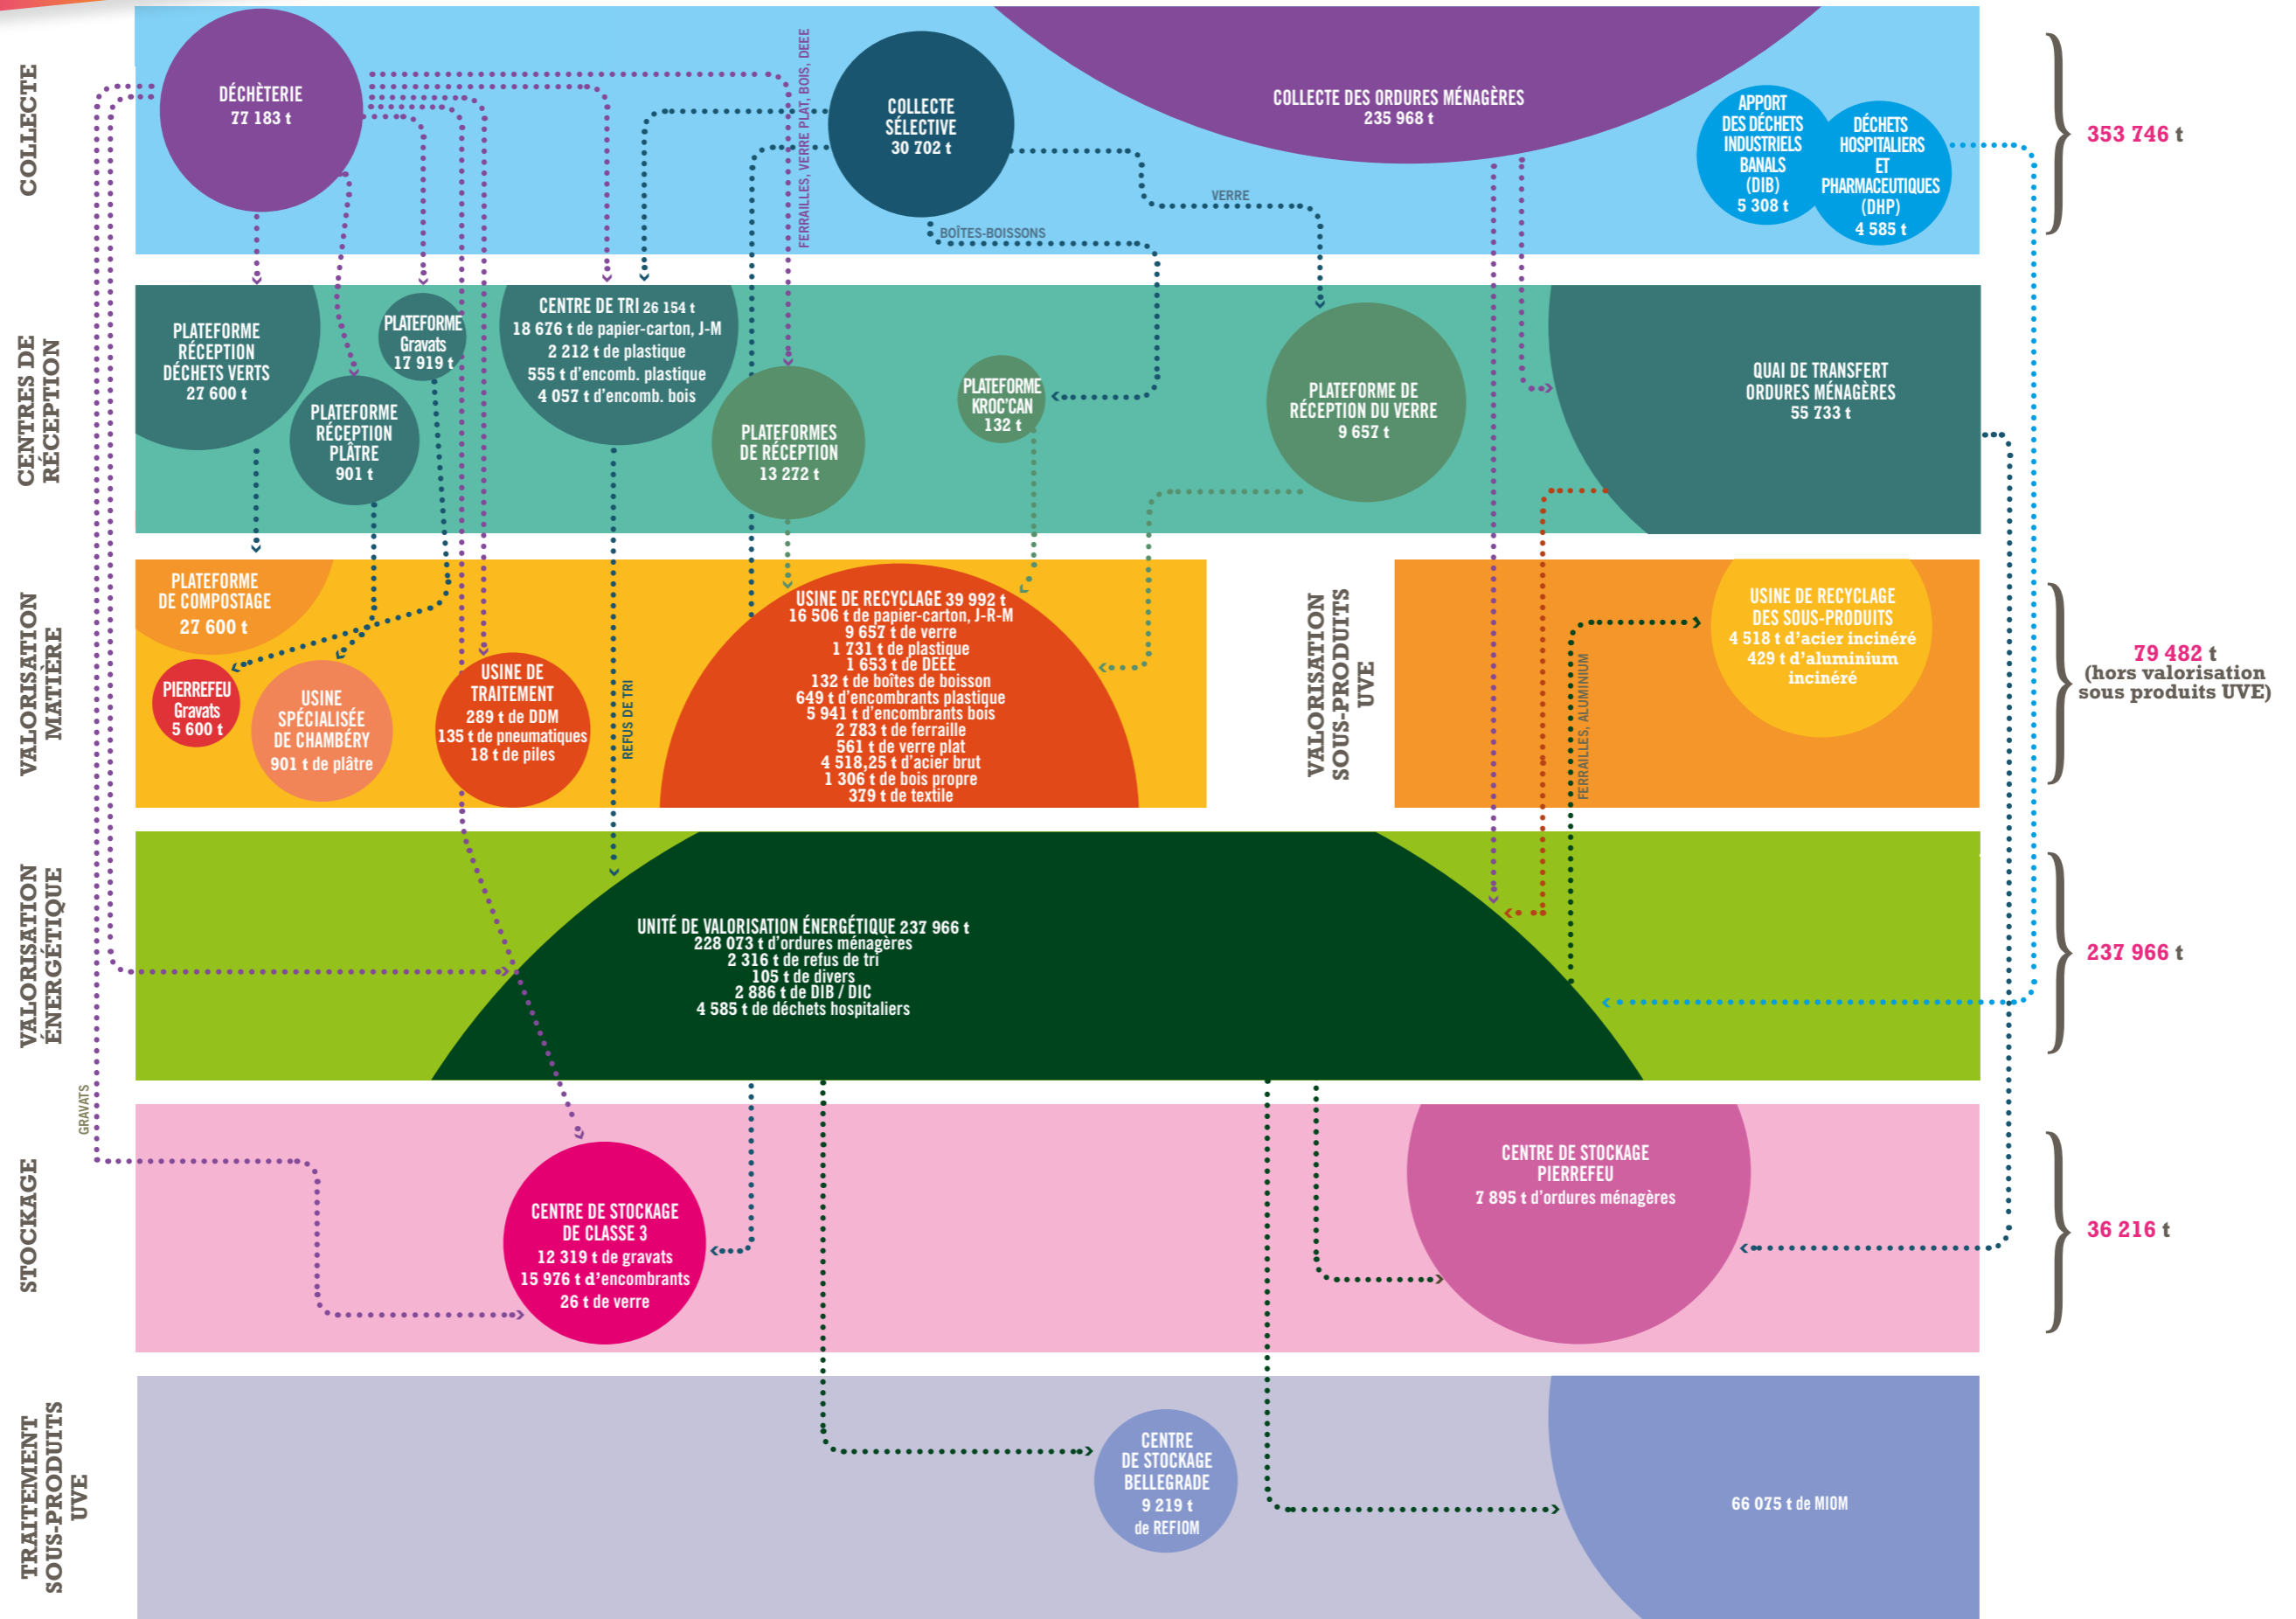 COLLECTE
DÉCHÈTERIE
77 183 t
FERRAILLES, VERRE PLAT, BOIS, DEEE
COLLECTE
SÉLECTIVE
30 702 t
BOÎTES-BOISSONS
VERRE
COLLECTE DES ORDURES MÉNAGÈRES
235 968 t
APPORT
DES DÉCHETS
INDUSTRIELS
BANALS
(DIB)
5 308 t
DÉCHETS
HOSPITALIERS
ET
PHARMACEUTIQUES
(DHP)
4 585 t
353 746 t
CENTRES DE
RÉCEPTION
PLATEFORME
RÉCEPTION
DÉCHETS VERTS
27 600 t
PLATEFORME
RÉCEPTION
PLÂTRE
901 t
PLATEFORME
Gravats
17 919 t
CENTRE DE TRI 26 154 t
18 676 t de papier-carton, J-M
2 212 t de plastique
555 t d'encomb. plastique
4 057 t d'encomb. bois
PLATEFORMES
DE RÉCEPTION
13 272 t
PLATEFORME
KROC'CAN
132 t
PLATEFORME DE
RÉCEPTION DU VERRE
9 657 t
QUAI DE TRANSFERT
ORDURES MÉNAGÈRES
55 733 t
VALORISATION
MATIÈRE
PLATEFORME
DE COMPOSTAGE
27 600 t
PIERREFEU
Gravats
5 600 t
USINE
SPÉCIALISÉE
DE CHAMBÉRY
901 t de plâtre
USINE DE
TRAITEMENT
289 t de DDM
135 t de pneumatiques
18 t de piles
REFUS DE TRI
USINE DE RECYCLAGE 39 992 t
16 506 t de papier-carton, J-R-M
9 657 t de verre
1 731 t de plastique
1 653 t de DEEE
132 t de boîtes de boisson
649 t d'encombrants plastique
5 941 t d'encombrants bois
2 783 t de ferraille
561 t de verre plat
4 518,25 t d'acier brut
1 306 t de bois propre
379 t de textile
VALORISATION
SOUS-PRODUITS
UVE
FERRAILLES, ALUMINIUM
USINE DE RECYCLAGE
DES SOUS-PRODUITS
4 518 t d'acier incinéré
429 t d'aluminium
incinéré
79 482 t
(hors valorisation
sous produits UVE)
VALORISATION
ÉNERGÉTIQUE
UNITÉ DE VALORISATION ÉNERGÉTIQUE 237 966 t
228 073 t d'ordures ménagères
2 316 t de refus de tri
105 t de divers
2 886 t de DIB / DIC
4 585 t de déchets hospitaliers
237 966 t
GRAVATS
STOCKAGE
CENTRE DE STOCKAGE
DE CLASSE 3
12 319 t de gravats
15 976 t d'encombrants
26 t de verre
CENTRE DE STOCKAGE
PIERREFEU
7 895 t d'ordures ménagères
36 216 t
TRAITEMENT
SOUS-PRODUITS
UVE
CENTRE
DE STOCKAGE
BELLEGRADE
9 219 t
de REFIOM
66 075 t de MIOM